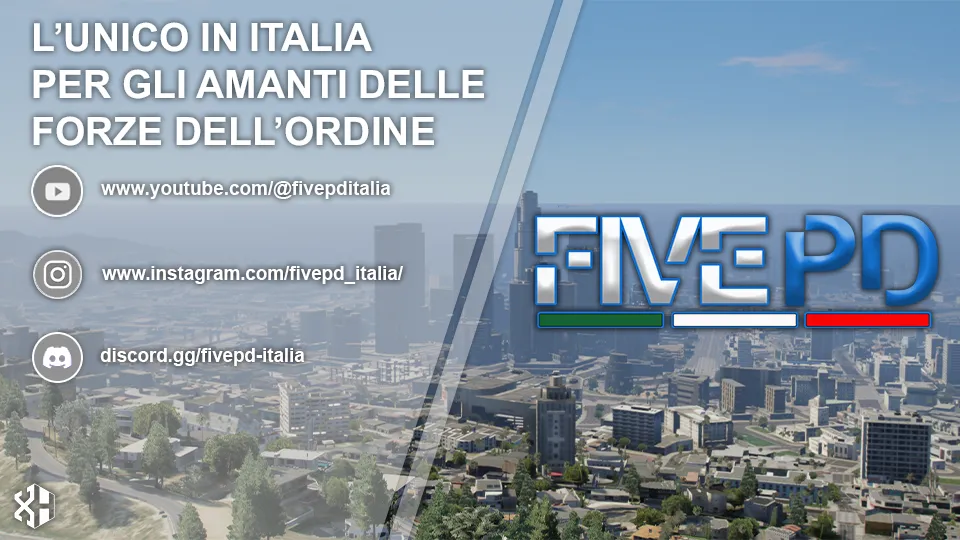 L’UNICO IN ITALIA
PER GLI AMANTI DELLE
FORZE DELL’ORDINE
www.youtube.com/@fivepditalia
www.instagram.com/fivepd_italia/
discord.gg/fivepd-italia
FIVEPD
XH